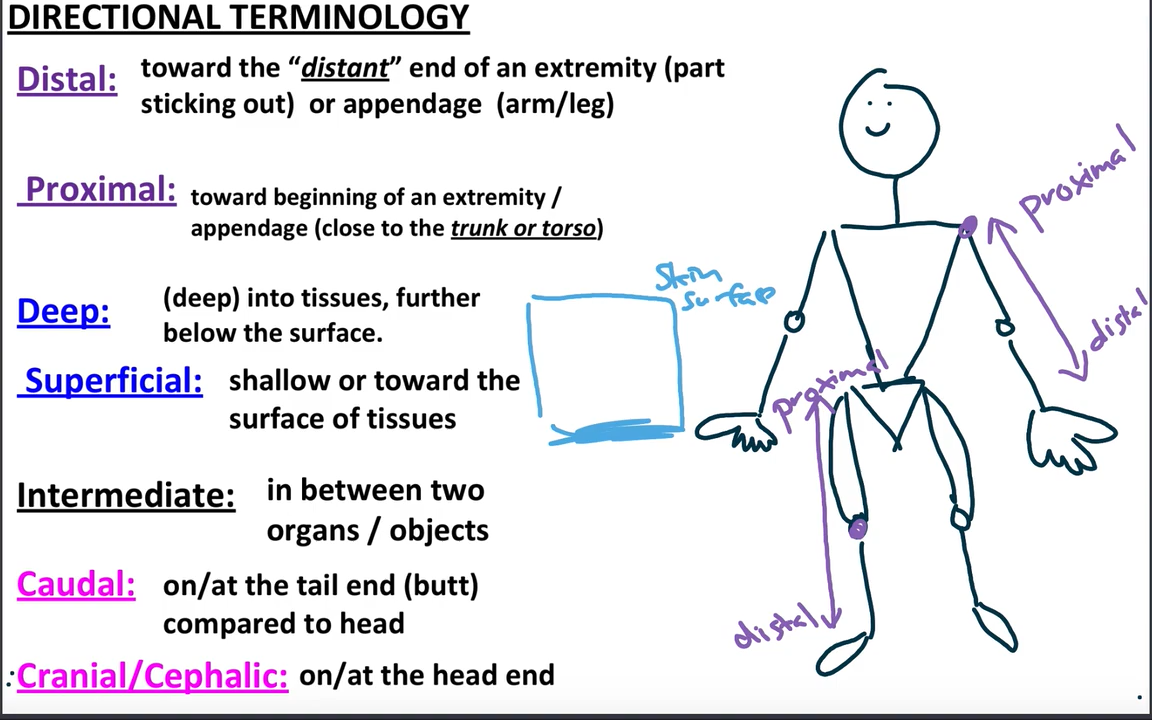 DIRECTIONAL TERMINOLOGY
Distal: toward the “distant” end of an extremity (part
sticking out) or appendage (arm/leg)
Proximal: toward beginning of an extremity /
appendage (close to the trunk or torso)
Deep: (deep) into tissues, further
below the surface.
Superficial: shallow or toward the
surface of tissues
Intermediate: in between two
organs / objects
Caudal: on/at the tail end (butt)
compared to head
:Cranial/Cephalic: on/at the head end
skin
surface
proximal
distal
proximal
distal